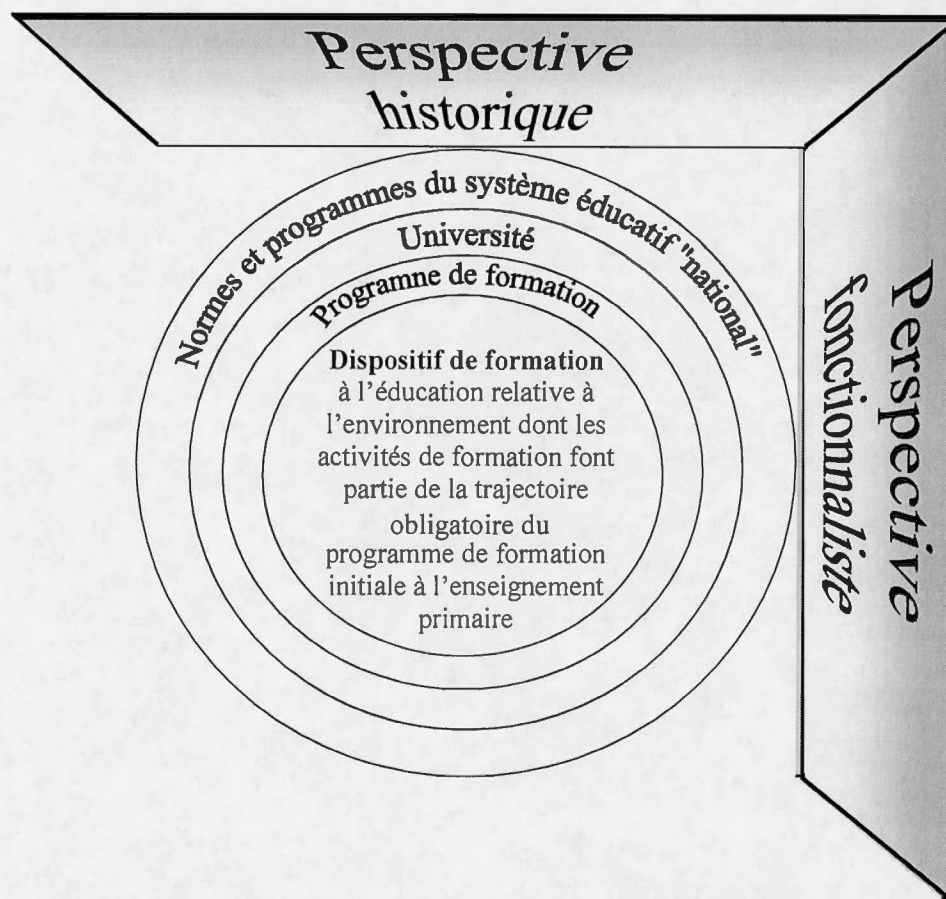 Perspective
historique
Normes et programmes du système éducatif "national"
Université
Programne de formation
Dispositif de formation
à l'éducation relative à
l'environnement dont les
activités de formation font
partie de la trajectoire
obligatoire du
programme de formation
initiale à l'enseignement
primaire
Perspective
fonctionnaliste